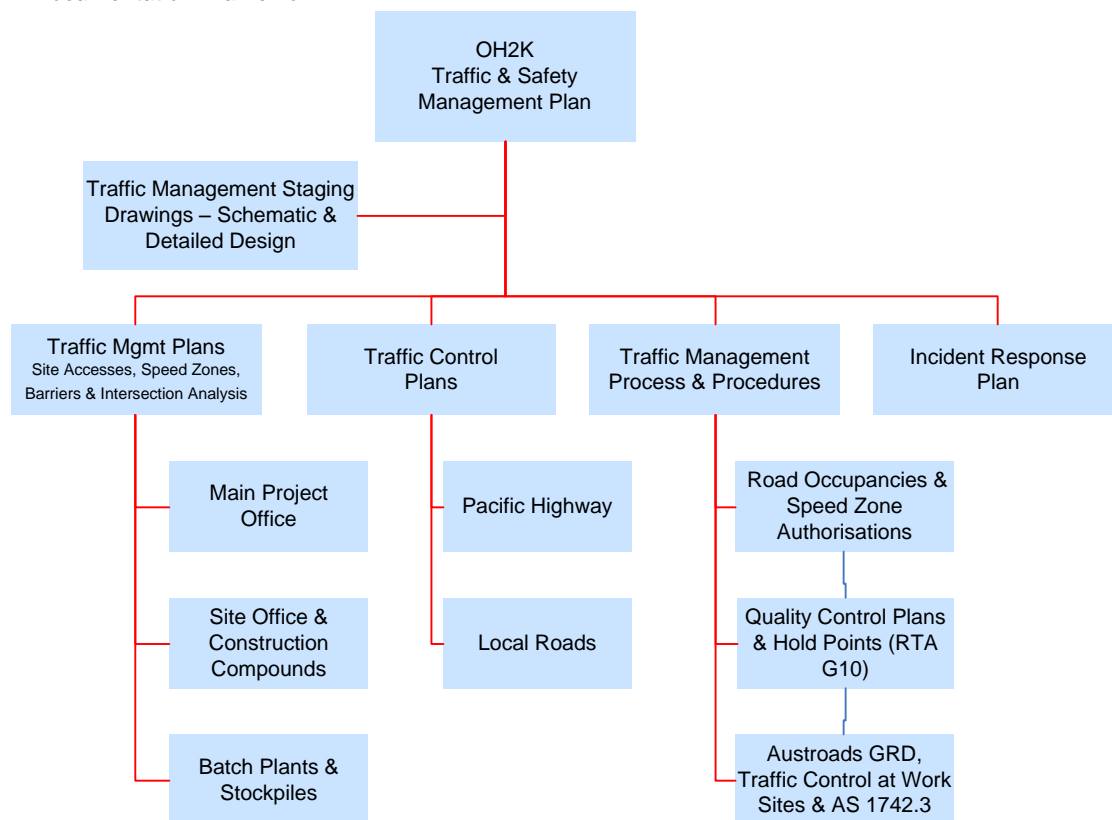 OH2K
Traffic & Safety
Management Plan
Traffic Management Staging
Drawings – Schematic &
Detailed Design
Traffic Mgmt Plans
Site Accesses, Speed Zones,
Barriers & Intersection Analysis
Traffic Control
Plans
Traffic Management
Process & Procedures
Incident Response
Plan
Main Project
Office
Pacific Highway
Road Occupancies &
Speed Zone
Authorisations
Site Office &
Construction
Compounds
Local Roads
Quality Control Plans
& Hold Points (RTA
G10)
Batch Plants &
Stockpiles
Austroads GRD,
Traffic Control at Work
Sites & AS 1742.3